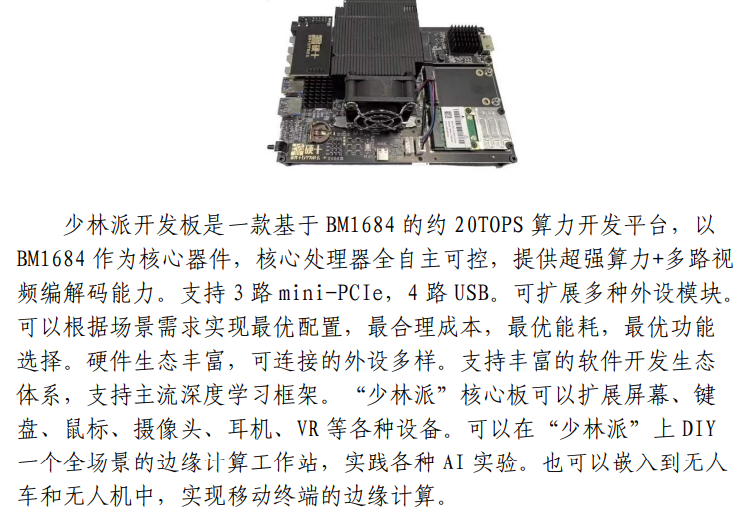 硕十
硕十
少林派开发板是一款基于 BM1684 的约 20TOPS 算力开发平台，以
BM1684 作为核心器件，核心处理器全自主可控，提供超强算力+多路视
频编解码能力。支持 3 路 mini-PCIe，4 路 USB。可扩展多种外设模块。
可以根据场景需求实现最优配置，最合理成本，最优能耗，最优功能
选择。硬件生态丰富，可连接的外设多样。支持丰富的软件开发生态
体系，支持主流深度学习框架。“少林派”核心板可以扩展屏幕、键
盘、鼠标、摄像头、耳机、VR 等各种设备。可以在“少林派”上 DIY
一个全场景的边缘计算工作站，实践各种 AI 实验。也可以嵌入到无人
车和无人机中，实现移动终端的边缘计算。